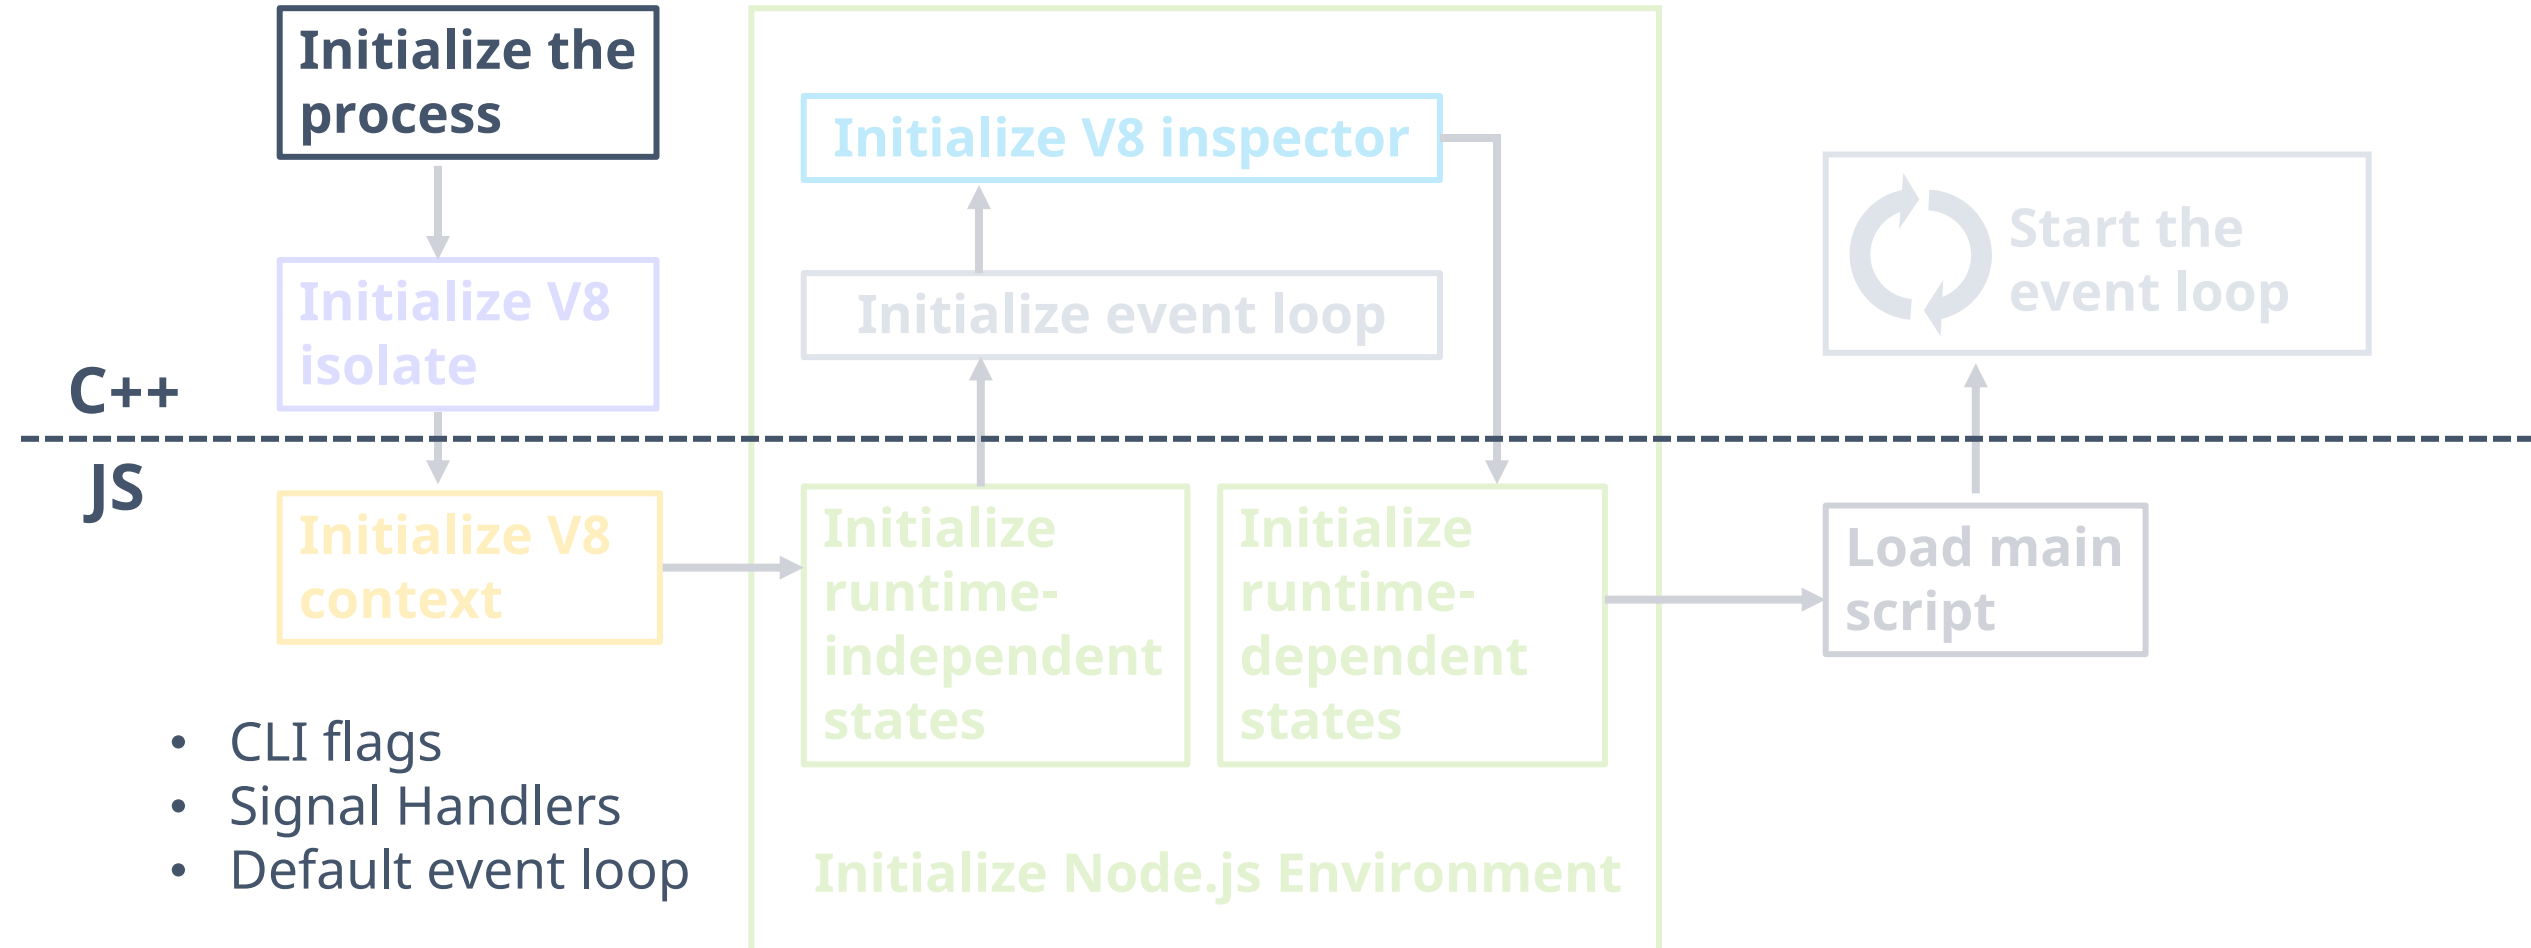 Initialize the
process
Initialize V8
isolate
C++
JS
Initialize V8
context
• CLI flags
• Signal Handlers
• Default event loop
Initialize V8 inspector
Initialize event loop
Initialize
runtime-
independent
states
Initialize
runtime-
dependent
states
Initialize Node.js Environment
Start the
event loop
Load main
script